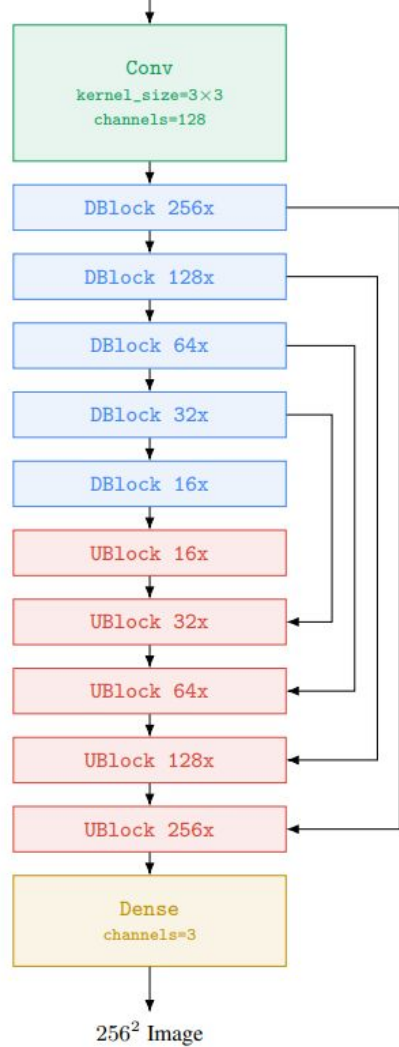 Conv
kernel_size=3×3
channels=128
DBlock 256x
DBlock 128x
DBlock 64x
DBlock 32x
DBlock 16x
UBlock 16x
UBlock 32x
UBlock 64x
UBlock 128x
UBlock 256x
Dense
channels=3
256² Image